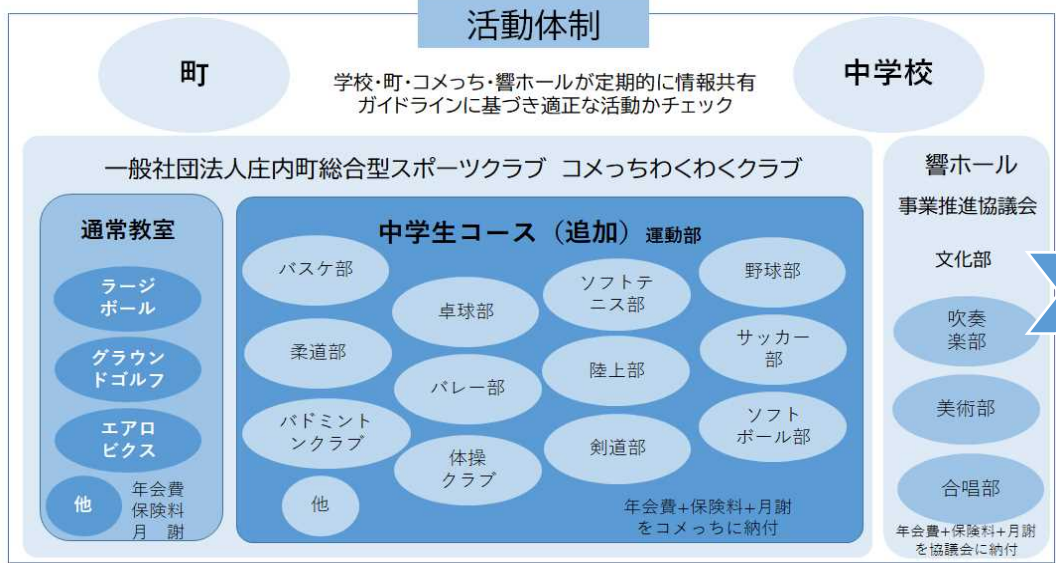 活動体制
町
学校・町・コメっち・響ホールが定期的に情報共有
ガイドラインに基づき適正な活動かチェック
中学校
一般社団法人庄内町総合型スポーツクラブ コメっちわくわくクラブ
通常教室
ラージ
ボール
グラウン
ドゴルフ
エアロ
ビクス
他
年会費
保険料
月 謝
中学生コース（追加）運動部
バスケ部
柔道部
バドミント
ンクラブ
他
卓球部
バレー部
体操
クラブ
ソフトテ
ニス部
陸上部
剣道部
野球部
サッカー
部
ソフト
ボール部
年会費+保険料+月謝
をコメっちに納付
響ホール
事業推進協議会
文化部
吹奏
楽部
美術部
合唱部
年会費+保険料+月謝
を協議会に納付